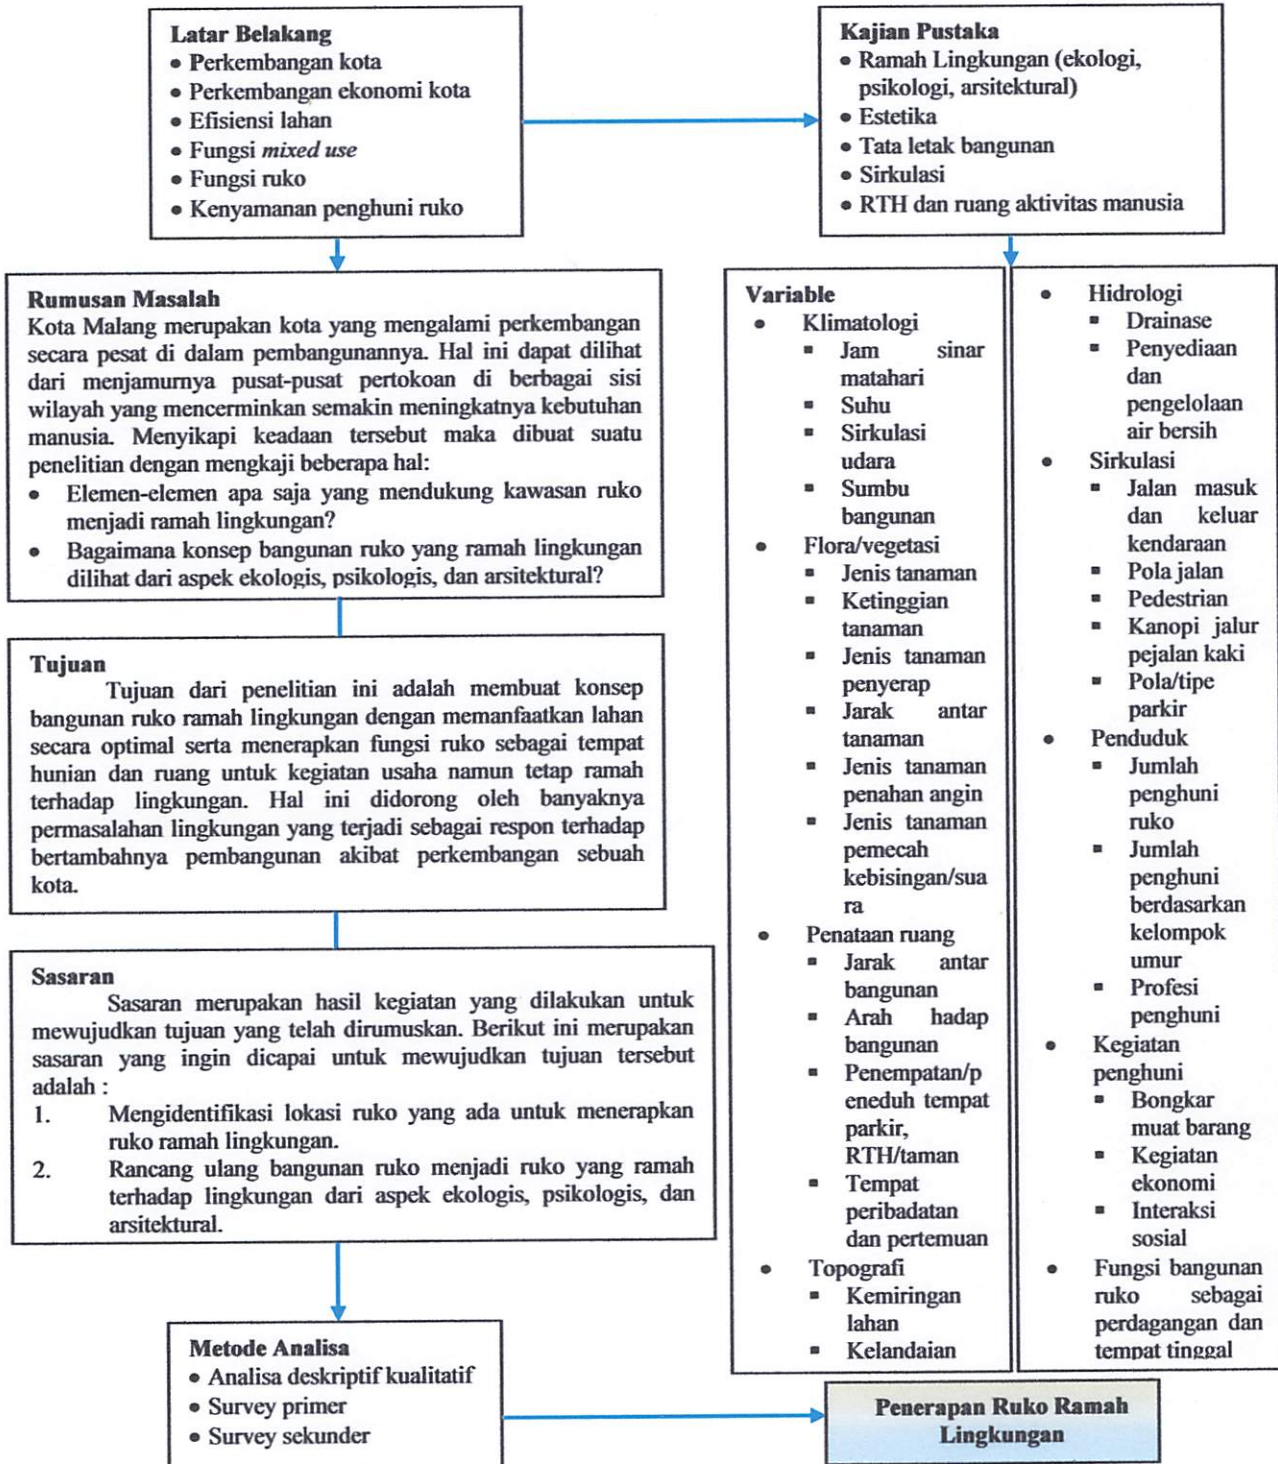 Latar Belakang
• Perkembangan kota
• Perkembangan ekonomi kota
• Efisiensi lahan
• Fungsi mixed use
• Fungsi ruko
• Kenyamanan penghuni ruko
Kajian Pustaka
• Ramah Lingkungan (ekologi,
psikologi, arsitektural)
• Estetika
• Tata letak bangunan
• Sirkulasi
• RTH dan ruang aktivitas manusia
Rumusan Masalah
Kota Malang merupakan kota yang mengalami perkembangan
secara pesat di dalam pembangunannya. Hal ini dapat dilihat
dari menjamurnya pusat-pusat pertokoan di berbagai sisi
wilayah yang mencerminkan semakin meningkatnya kebutuhan
manusia. Menyikapi keadaan tersebut maka dibuat suatu
penelitian dengan mengkaji beberapa hal:
• Elemen-elemen apa saja yang mendukung kawasan ruko
menjadi ramah lingkungan?
• Bagaimana konsep bangunan ruko yang ramah lingkungan
dilihat dari aspek ekologis, psikologis, dan arsitektural?
Tujuan
Tujuan dari penelitian ini adalah membuat konsep
bangunan ruko ramah lingkungan dengan memanfaatkan lahan
secara optimal serta menerapkan fungsi ruko sebagai tempat
hunian dan ruang untuk kegiatan usaha namun tetap ramah
terhadap lingkungan. Hal ini didorong oleh banyaknya
permasalahan lingkungan yang terjadi sebagai respon terhadap
bertambahnya pembangunan akibat perkembangan sebuah
kota.
Sasaran
Sasaran merupakan hasil kegiatan yang dilakukan untuk
mewujudkan tujuan yang telah dirumuskan. Berikut ini merupakan
sasaran yang ingin dicapai untuk mewujudkan tujuan tersebut
adalah :
1. Mengidentifikasi lokasi ruko yang ada untuk menerapkan
ruko ramah lingkungan.
2. Rancang ulang bangunan ruko menjadi ruko yang ramah
terhadap lingkungan dari aspek ekologis, psikologis, dan
arsitektural.
Metode Analisa
• Analisa deskriptif kualitatif
• Survey primer
• Survey sekunder
Variable
• Klimatologi
▪ Jam sinar
matahari
▪ Suhu
▪ Sirkulasi
udara
▪ Sumbu
bangunan
• Flora/vegetasi
▪ Jenis tanaman
▪ Ketinggian
tanaman
▪ Jenis tanaman
penyerap
▪ Jarak antar
tanaman
▪ Jenis tanaman
penahan angin
▪ Jenis tanaman
pemecah
kebisingan/sua
ra
• Penataan ruang
▪ Jarak antar
bangunan
▪ Arah hadap
bangunan
▪ Penempatan/p
eneduh tempat
parkir,
RTH/taman
▪ Tempat
peribadatan
dan pertemuan
• Topografi
▪ Kemiringan
lahan
▪ Kelandaian
• Hidrologi
▪ Drainase
▪ Penyediaan
dan
pengelolaan
air bersih
• Sirkulasi
▪ Jalan masuk
dan keluar
kendaraan
▪ Pola jalan
▪ Pedestrian
▪ Kanopi jalur
pejalan kaki
▪ Pola/tipe
parkir
• Penduduk
▪ Jumlah
penghuni
ruko
▪ Jumlah
penghuni
berdasarkan
kelompok
umur
▪ Profesi
penghuni
• Kegiatan
penghuni
▪ Bongkar
muat barang
▪ Kegiatan
ekonomi
▪ Interaksi
sosial
• Fungsi bangunan
ruko sebagai
perdagangan dan
tempat tinggal
Penerapan Ruko Ramah
Lingkungan